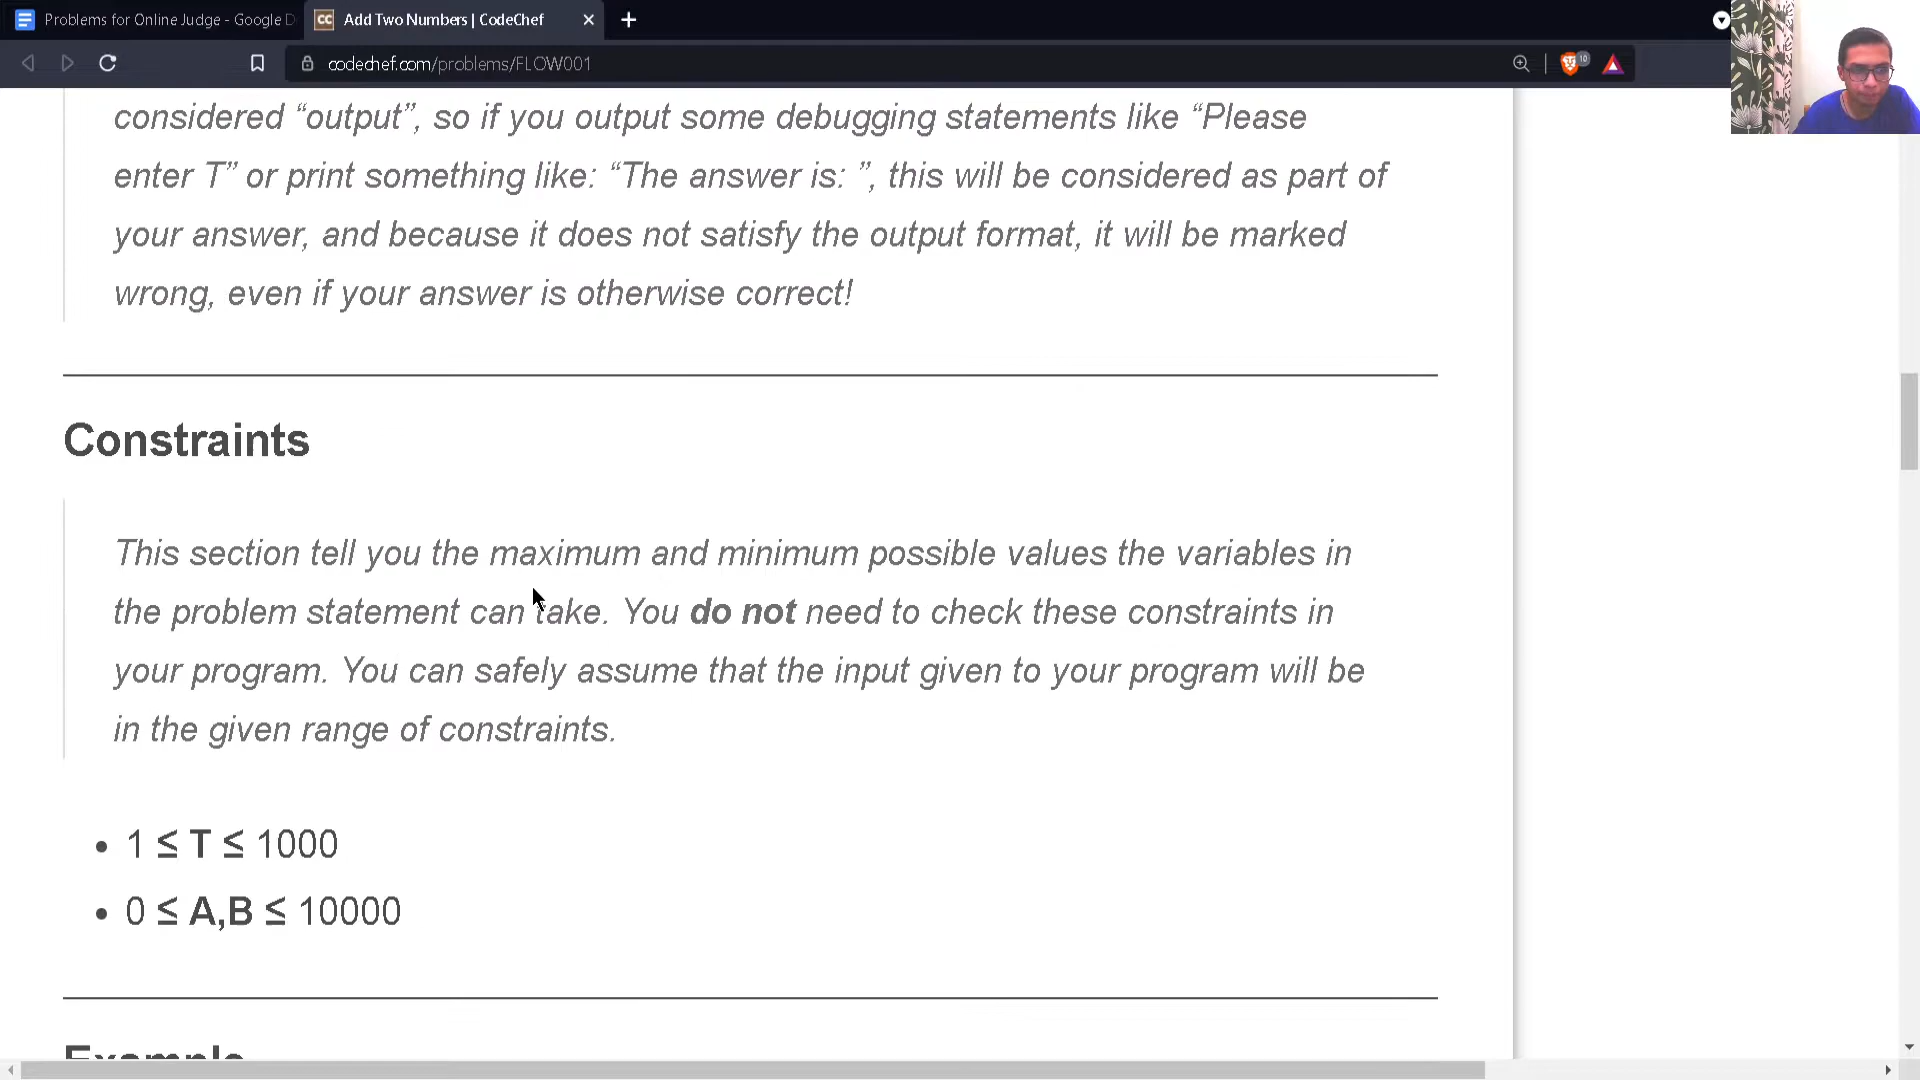 Problems for Online Judge - Google D
CC Add Two Numbers | CodeChef
codechef.com/problems/FLOW001
10
considered “output”, so if you output some debugging statements like “Please
enter T” or print something like: “The answer is: ”, this will be considered as part of
your answer, and because it does not satisfy the output format, it will be marked
wrong, even if your answer is otherwise correct!
Constraints
This section tell you the maximum and minimum possible values the variables in
the problem statement can take. You do not need to check these constraints in
your program. You can safely assume that the input given to your program will be
in the given range of constraints.
• 1 ≤ T ≤ 1000
• 0 ≤ A,B ≤ 10000
Example